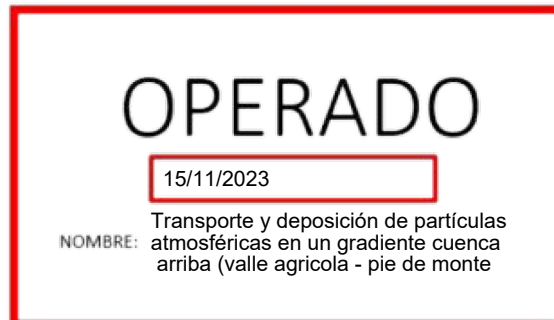 OPERADO
15/11/2023
NOMBRE: Transporte y deposición de partículas
atmosféricas en un gradiente cuenca
arriba (valle agricola - pie de monte